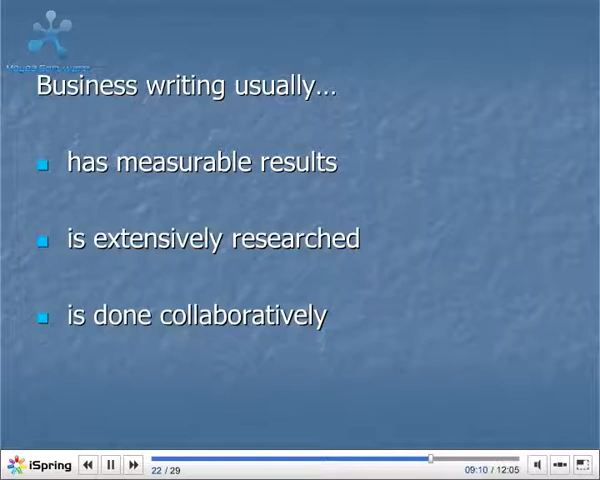 Business writing usually…
has measurable results
is extensively researched
is done collaboratively
iSpring
22 / 29
09:10 / 12:05